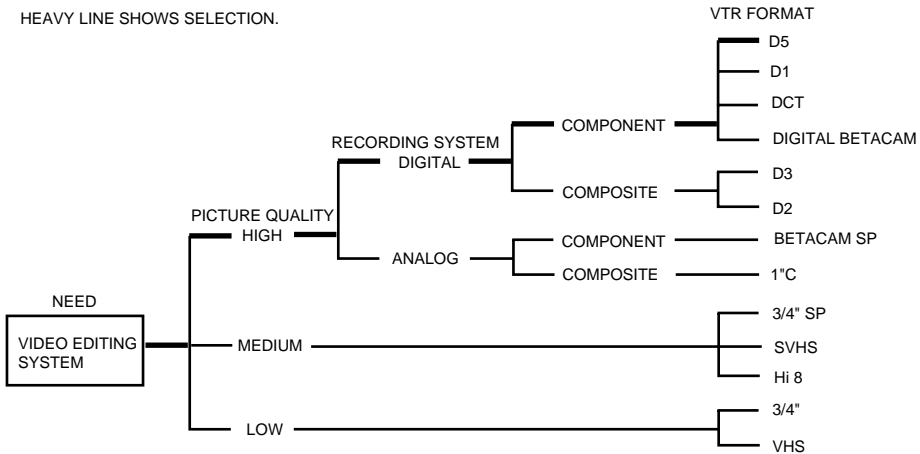 HEAVY LINE SHOWS SELECTION.
VTR FORMAT
D5
D1
DCT
DIGITAL BETACAM
COMPONENT
RECORDING SYSTEM
DIGITAL
COMPOSITE
D3
D2
PICTURE QUALITY
HIGH
ANALOG
COMPONENT
BETACAM SP
COMPOSITE
1"C
NEED
VIDEO EDITING
SYSTEM
MEDIUM
3/4" SP
SVHS
Hi 8
LOW
3/4"
VHS